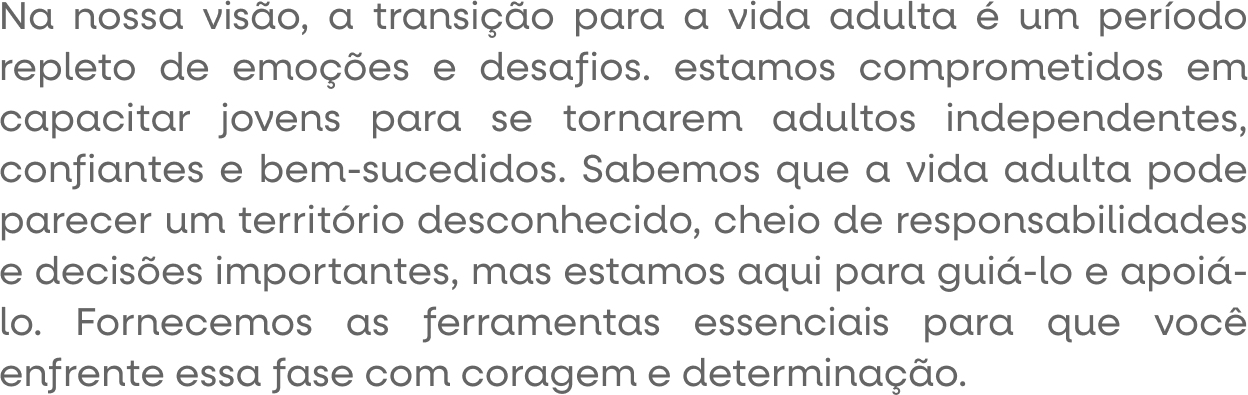 Na nossa visão, a transição para a vida adulta é um período
repleto de emoções e desafios. estamos comprometidos em
capacitar jovens para se tornarem adultos independentes,
confiantes e bem-sucedidos. Sabemos que a vida adulta pode
parecer um território desconhecido, cheio de responsabilidades
e decisões importantes, mas estamos aqui para guiá-lo e apoiá-
lo. Fornecemos as ferramentas essenciais para que você
enfrente essa fase com coragem e determinação.